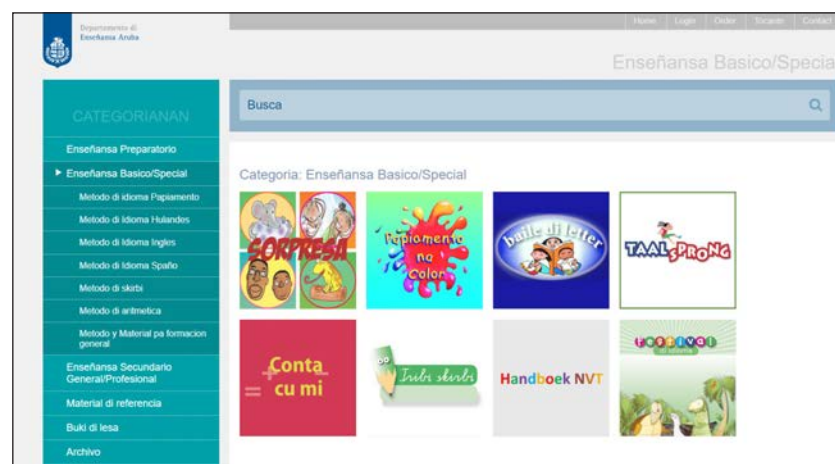 Departamento di
Enseñansa Aruba
Home Login Order Tocante Contact
Enseñansa Basico/Specia
CATEGORIANAN
Busca
Enseñansa Preparatorio
Enseñansa Basico/Special
Metodo di idioma Papiamento
Metodo di Idioma Hulandes
Metodo di Idioma Ingles
Metodo di Idioma Spaño
Metodo di skirbi
Metodo di aritmetica
Metodo y Material pa formacion
general
Enseñansa Secundario
General/Profesional
Material di referencia
Buki di lesa
Archivo
Categoria: Enseñansa Basico/Special
SORPRESA
Papiamento
na
Color
baile di letter
TAALSPRONG
Conta
cu mi
Handboek NVT
festival
di idioma